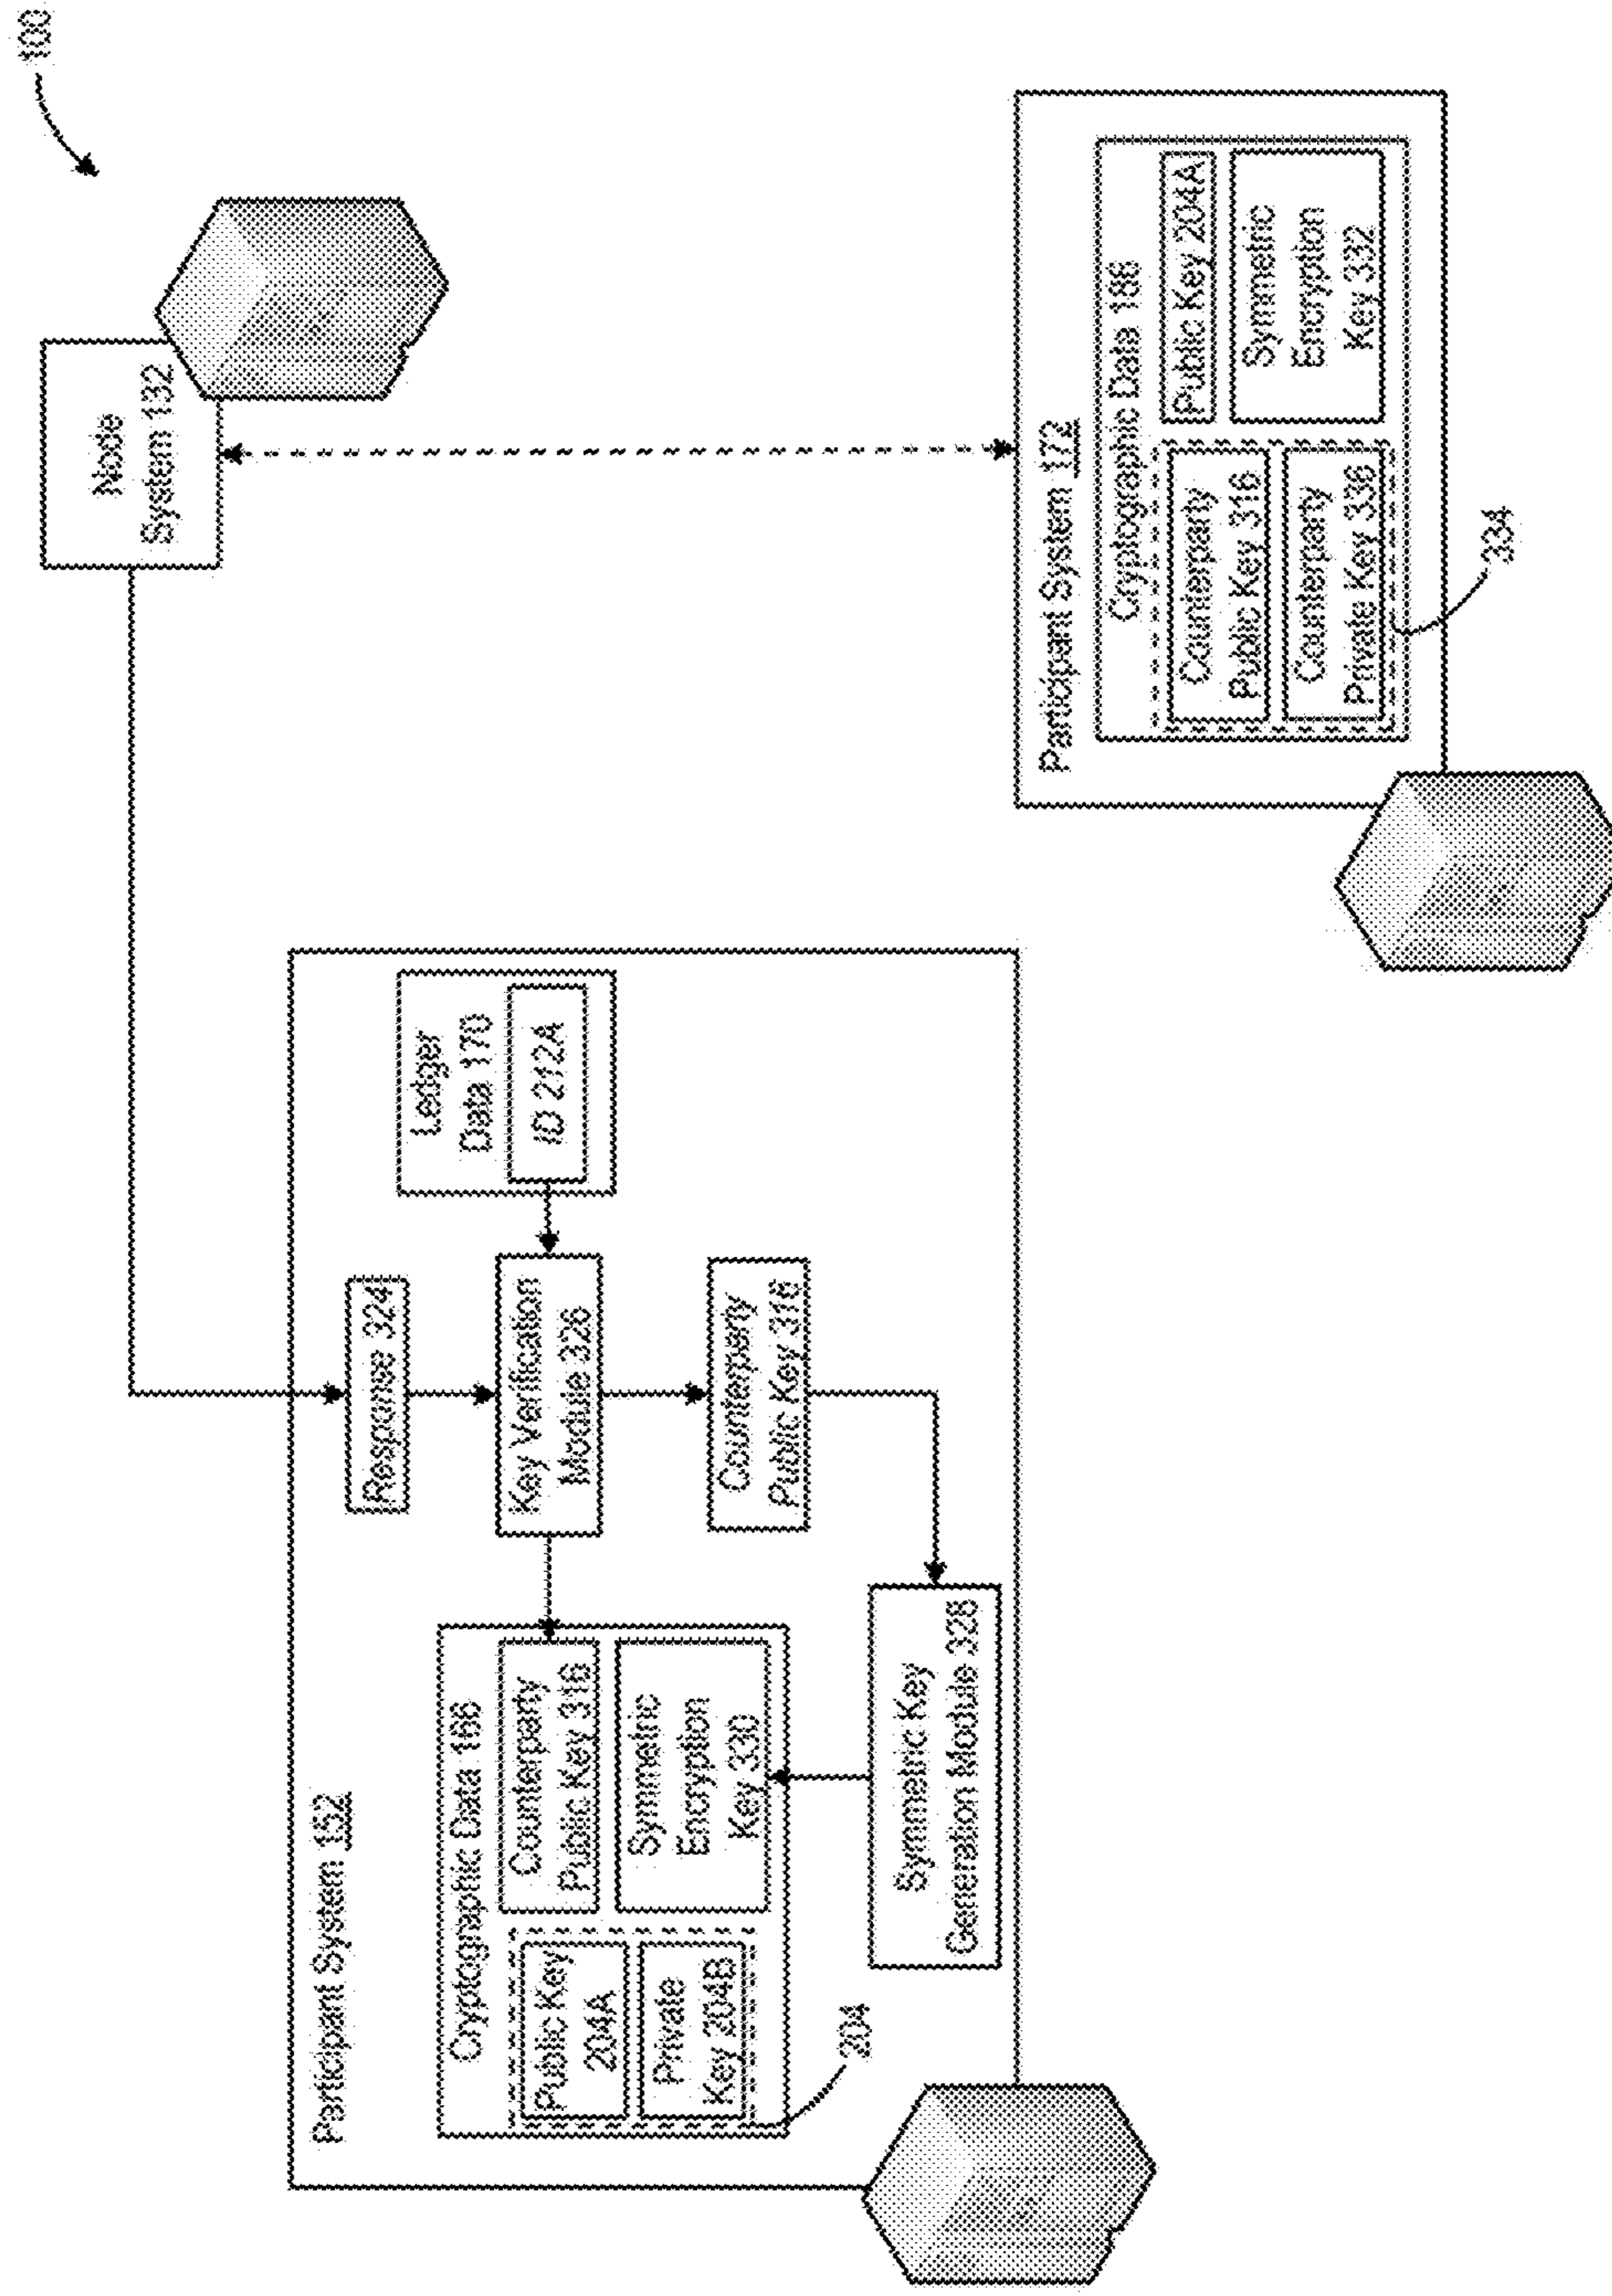 100
Node
System 132
Participant System 152
Response 324
Ledger
Data 170
ID 212A
Key Verification
Module 326
Cryptographic Data 166
Public Key
204A
Private
Key 204B
204
Counterparty
Public Key 316
Symmetric
Encryption
Key 330
Counterparty
Public Key 316
Symmetric Key
Generation Module 328
Participant System 172
Cryptographic Data 186
Counterparty
Public Key 316
Counterparty
Private Key 336
Public Key 204A
Symmetric
Encryption
Key 332
334